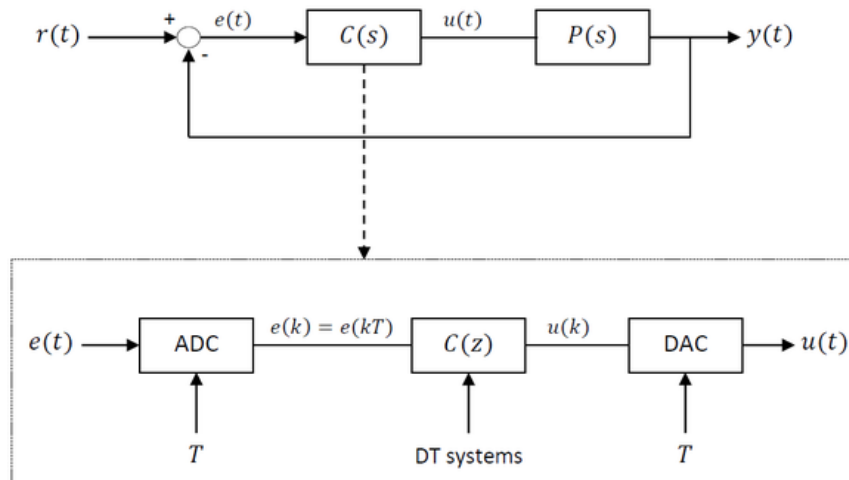 r(t) + - e(t) C(s) u(t) P(s) y(t)
e(t) ADC e(k) = e(kT) C(z) u(k) DAC u(t)
T DT systems T